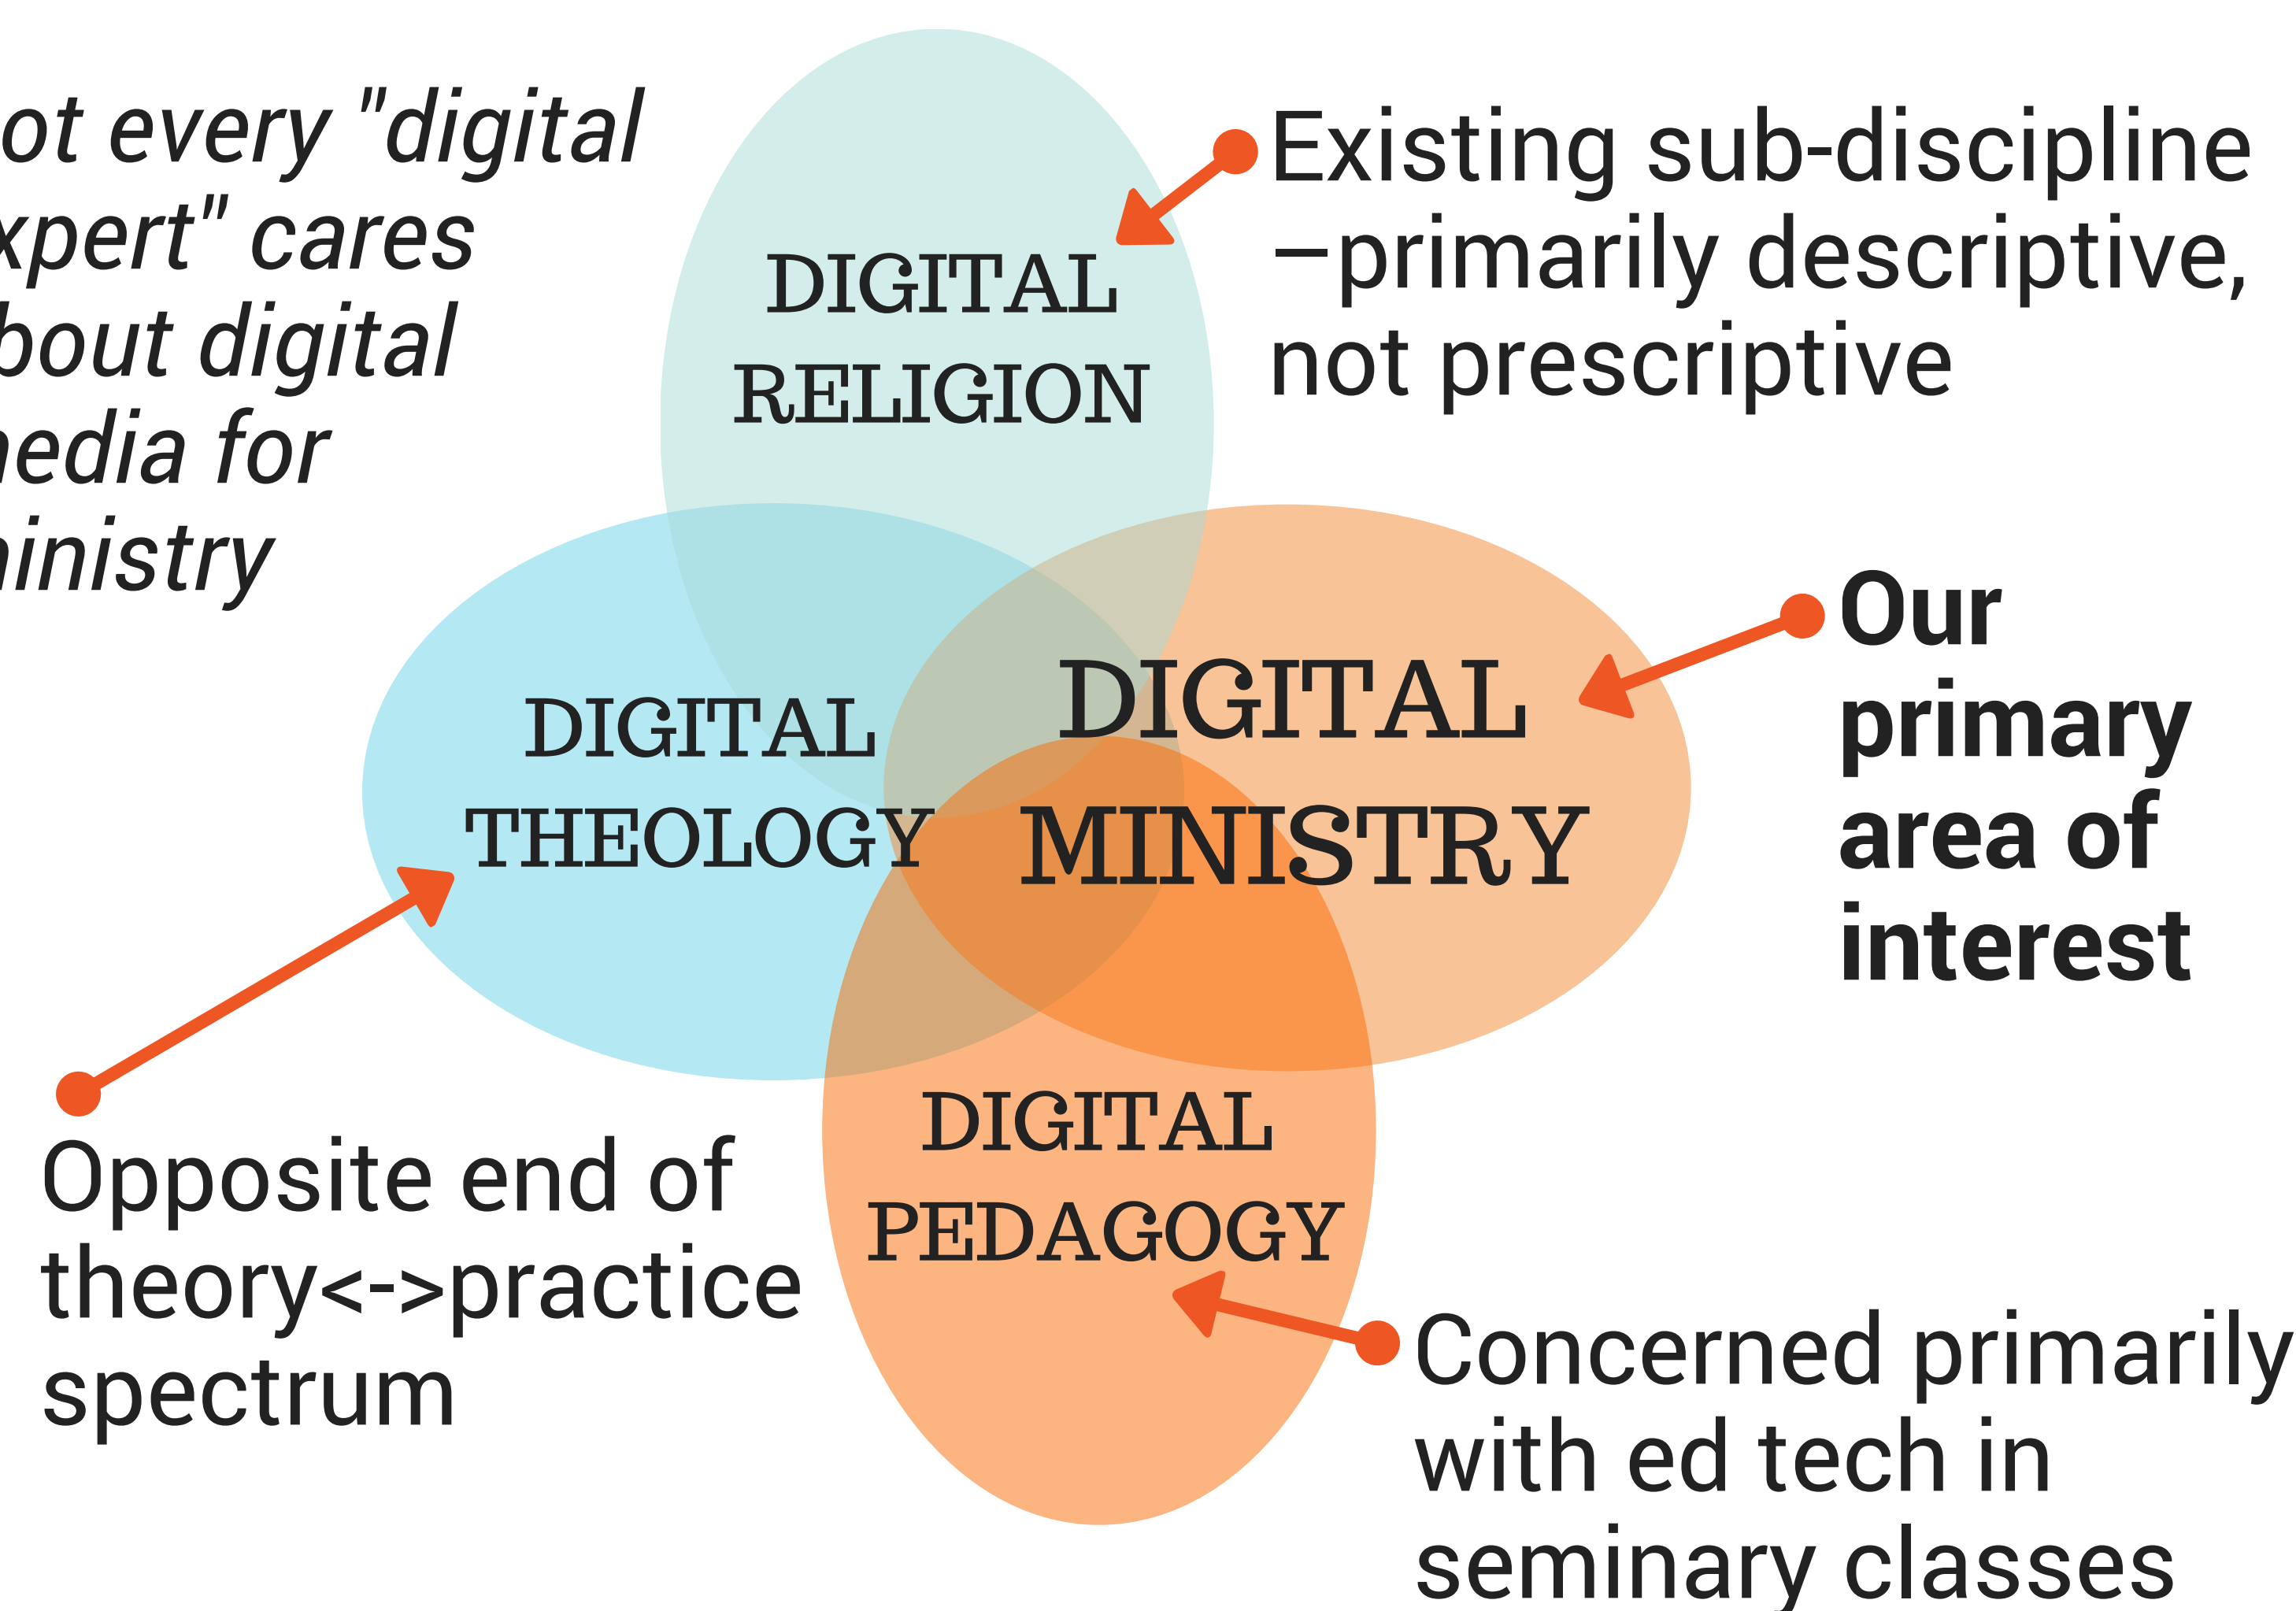 ot every "digital
xpert" cares
bout digital
edia for
inistry
DIGITAL
RELIGION
Existing sub-discipline
—primarily descriptive,
not prescriptive
DIGITAL
THEOLOGY
DIGITAL
MINISTRY
Our
primary
area of
interest
Opposite end of
theory<->practice
spectrum
DIGITAL
PEDAGOGY
Concerned primarily
with ed tech in
seminary classes